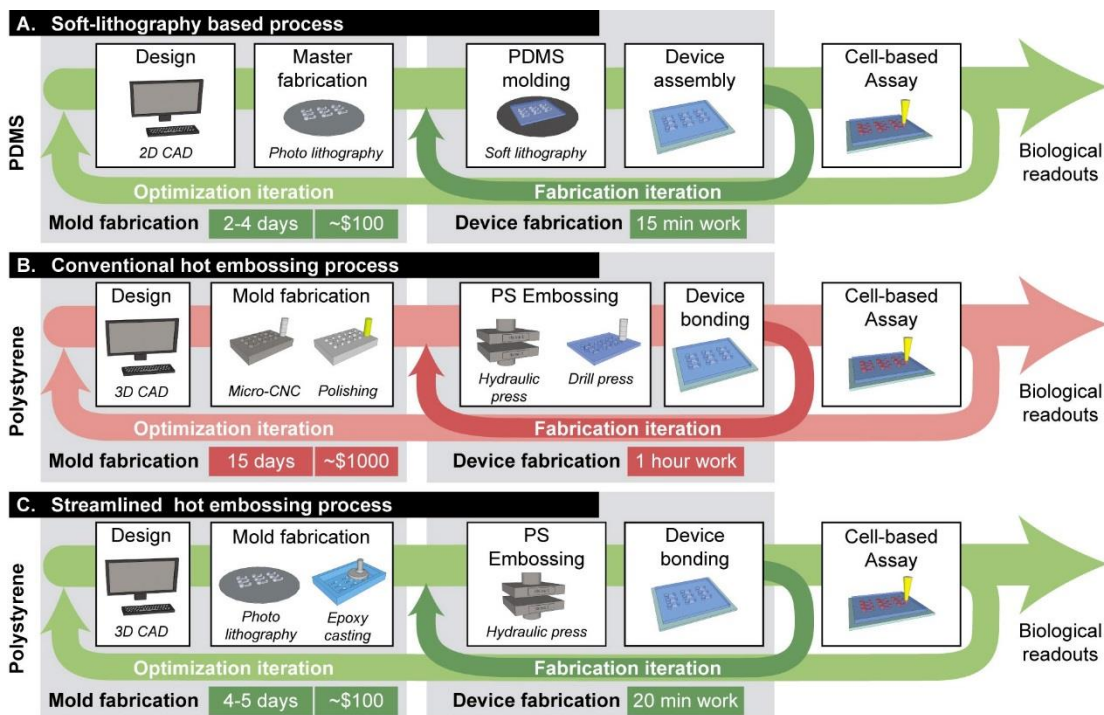 A. Soft-lithography based process
PDMS
Design
2D CAD
Master
fabrication
Photo lithography
PDMS
molding
Soft lithography
Device
assembly
Cell-based
Assay
Biological
readouts
Optimization iteration
Fabrication iteration
Mold fabrication 2-4 days ~$100
Device fabrication 15 min work
B. Conventional hot embossing process
Polystyrene
Design
3D CAD
Mold fabrication
Micro-CNC
Polishing
PS Embossing
Hydraulic
press
Drill press
Device
bonding
Cell-based
Assay
Biological
readouts
Optimization iteration
Fabrication iteration
Mold fabrication 15 days ~$1000
Device fabrication 1 hour work
C. Streamlined hot embossing process
Polystyrene
Design
3D CAD
Mold fabrication
Photo
lithography
Epoxy
casting
PS
Embossing
Hydraulic press
Device
bonding
Cell-based
Assay
Biological
readouts
Optimization iteration
Fabrication iteration
Mold fabrication 4-5 days ~$100
Device fabrication 20 min work